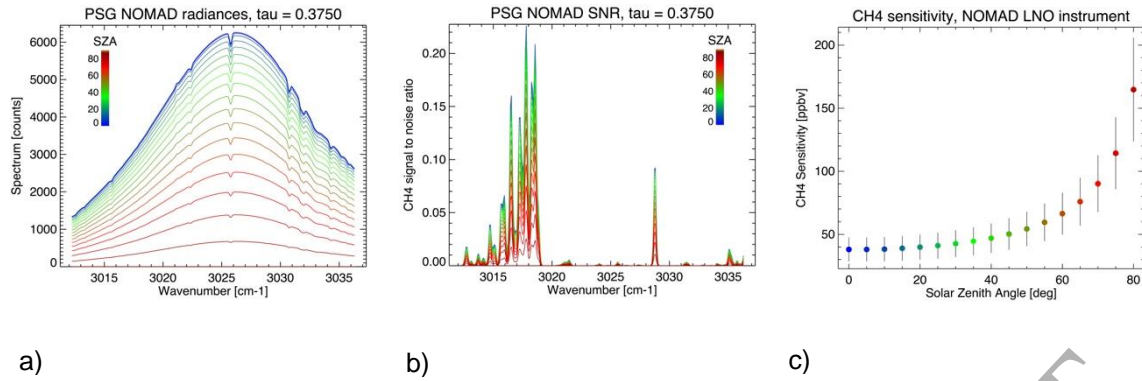 PSG NOMAD radiances, tau = 0.3750
6000
5000
4000
3000
2000
1000
0
Spectrum [counts]
SZA
80
60
40
20
0
3020
3030
Wavenumber [cm-1]
a)
PSG NOMAD SNR, tau = 0.3750
0.20
0.15
0.10
0.05
0.00
CH4 signal to noise ratio
SZA
80
60
40
20
0
3015
3020
3025
3030
3035
Wavenumber [cm-1]
b)
CH4 sensitivity, NOMAD LNO instrument
200
150
100
50
CH4 Sensitivity [ppbv]
0
20
40
60
80
Solar Zenith Angle [deg]
c)